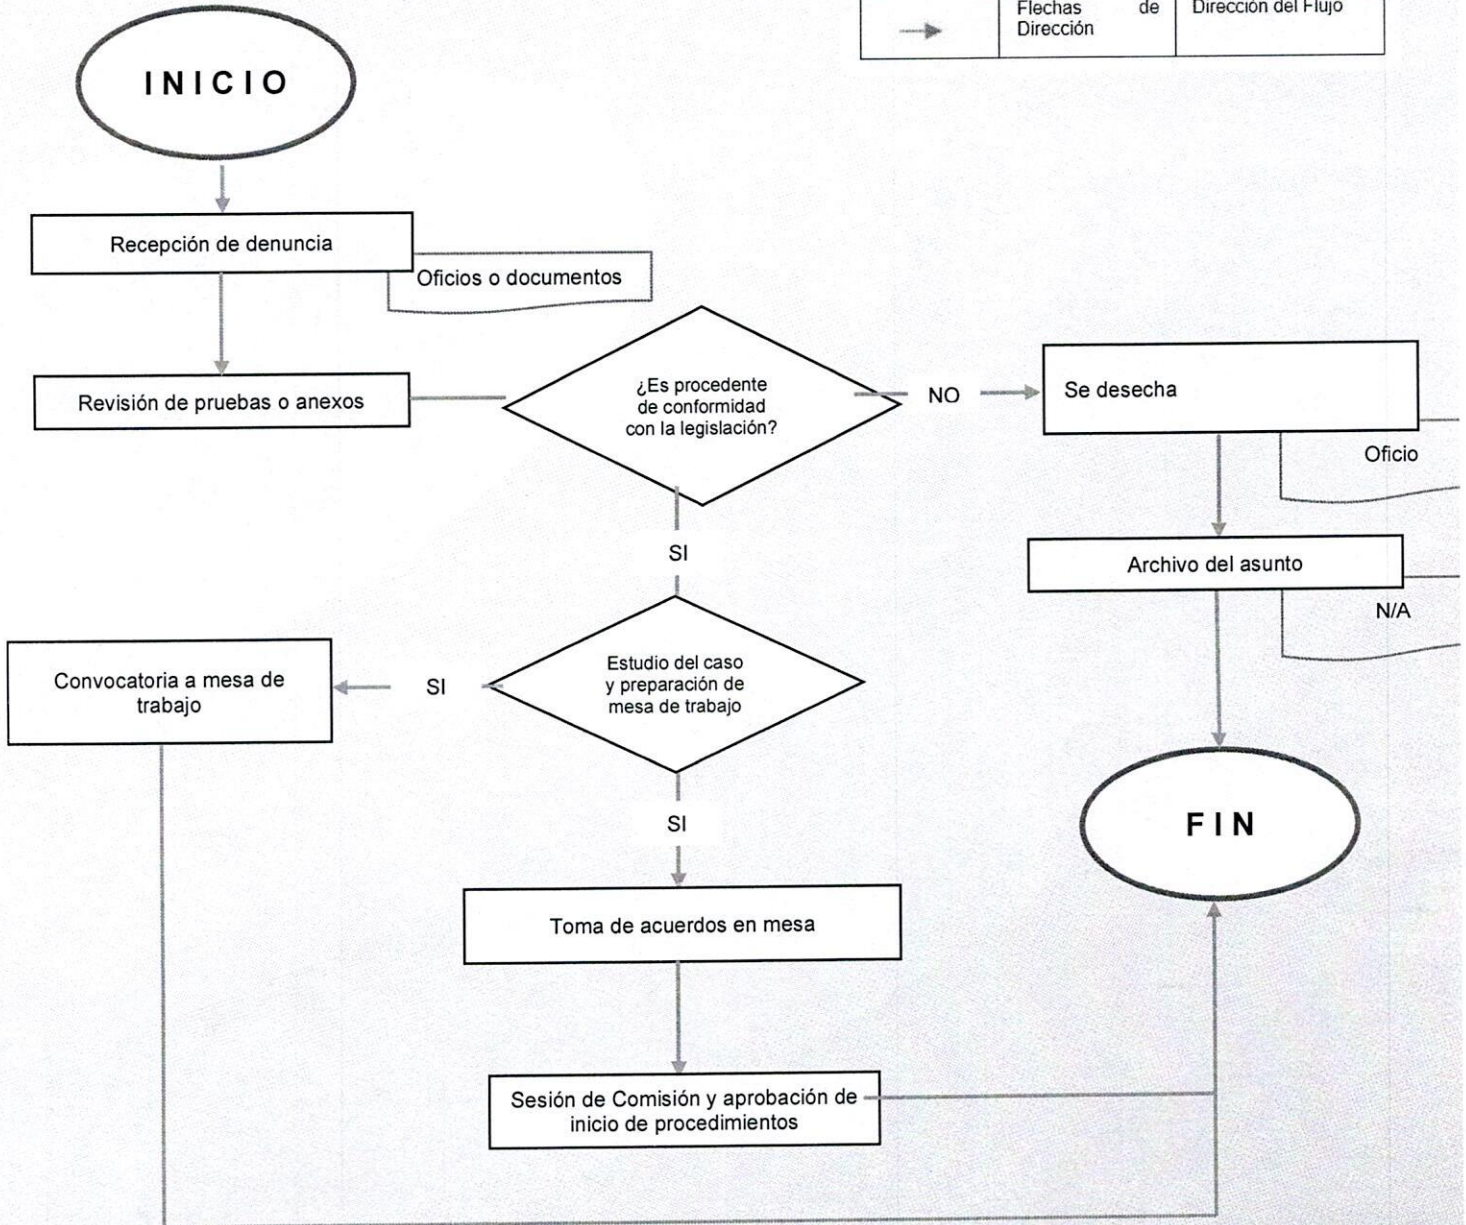 Flechas de
Dirección
Dirección del Flujo
INICIO
Recepción de denuncia
Oficios o documentos
Revisión de pruebas o anexos
¿Es procedente
de conformidad
con la legislación?
NO
Se desecha
Oficio
SI
Archivo del asunto
N/A
Estudio del caso
y preparación de
mesa de trabajo
SI
Convocatoria a mesa de
trabajo
SI
FIN
Toma de acuerdos en mesa
Sesión de Comisión y aprobación de
inicio de procedimientos